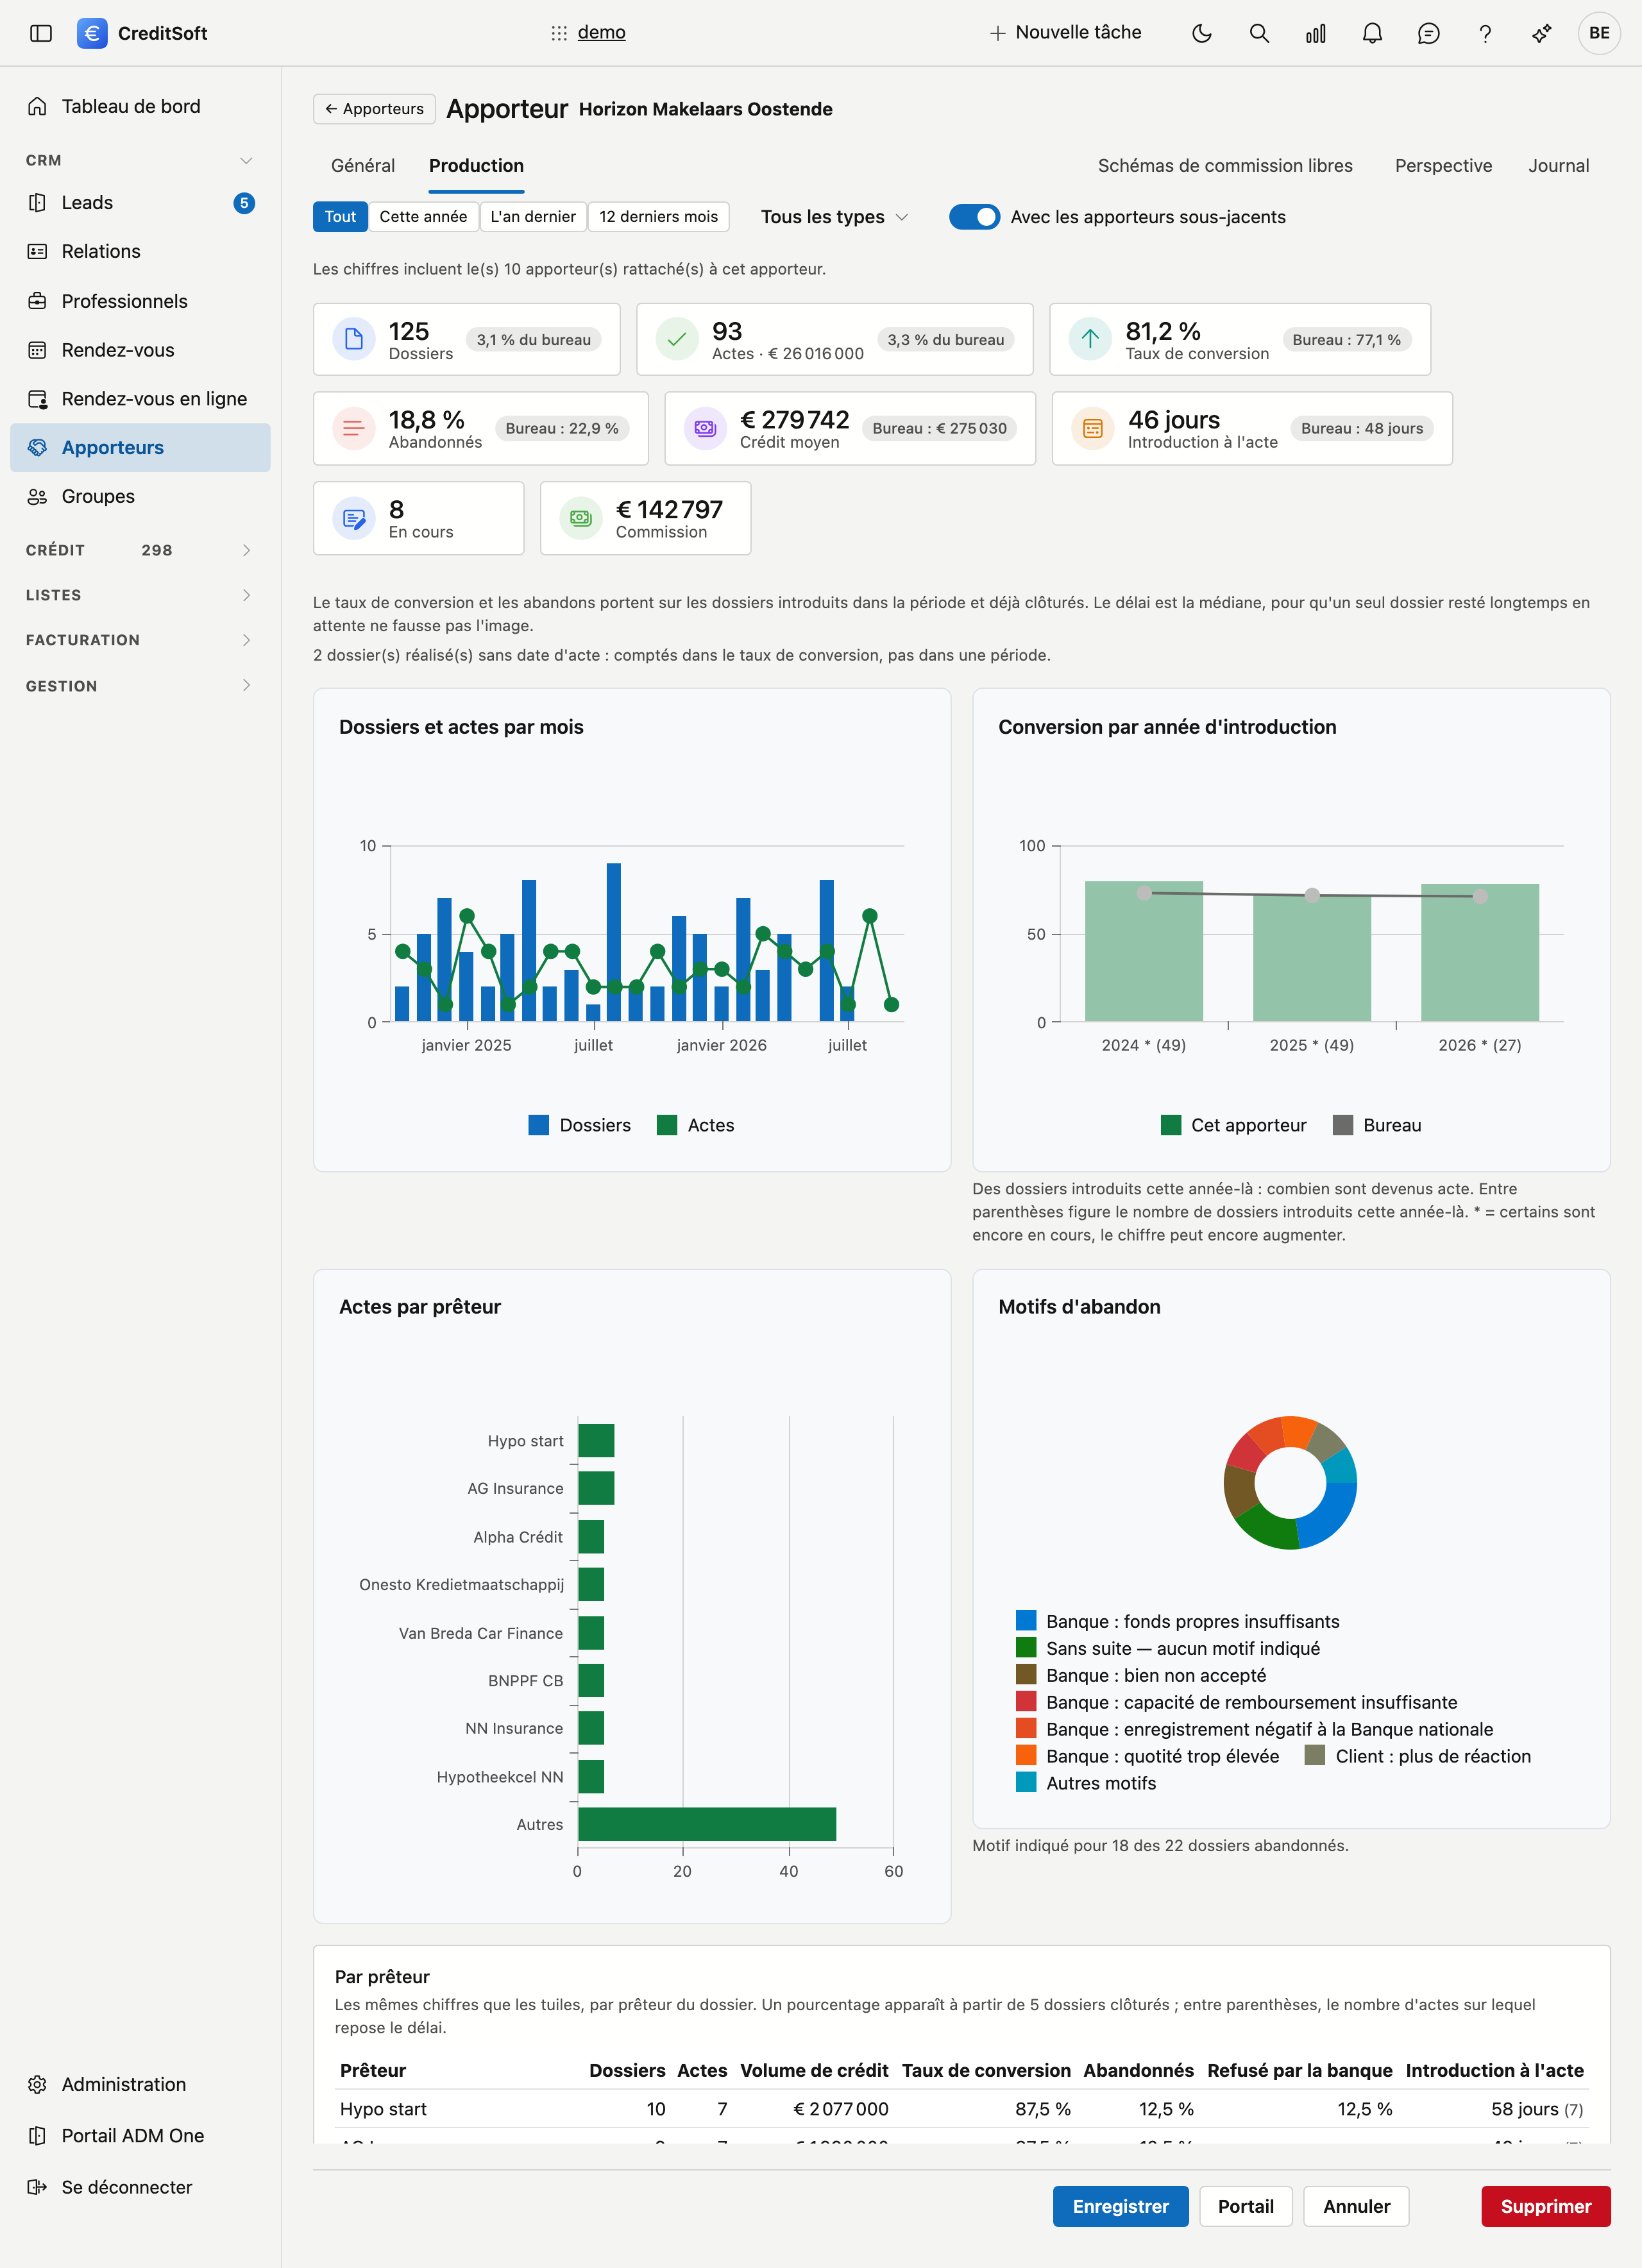 CreditSoft
demo
Nouvelle tâche
BE
Tableau de bord
CRM
Leads
5
Relations
Professionnels
Rendez-vous
Rendez-vous en ligne
Apporteurs
Groupes
CRÉDIT 298
LISTES
FACTURATION
GESTION
Administration
Portail ADM One
Se déconnecter
← Apporteurs
Apporteur Horizon Makelaars Oostende
Général
Production
Schémas de commission libres
Perspective
Journal
Tout
Cette année
L'an dernier
12 derniers mois
Tous les types
Avec les apporteurs sous-jacents
Les chiffres incluent le(s) 10 apporteur(s) rattaché(s) à cet apporteur.
125
Dossiers
3,1 % du bureau
93
Actes · € 26 016 000
3,3 % du bureau
81,2 %
Taux de conversion
Bureau : 77,1 %
18,8 %
Abandonnés
Bureau : 22,9 %
€ 279 742
Crédit moyen
Bureau : € 275 030
46 jours
Introduction à l'acte
Bureau : 48 jours
8
En cours
€ 142 797
Commission
Le taux de conversion et les abandons portent sur les dossiers introduits dans la période et déjà clôturés. Le délai est la médiane, pour qu'un seul dossier resté longtemps en
attente ne fausse pas l'image.
2 dossier(s) réalisé(s) sans date d'acte : comptés dans le taux de conversion, pas dans une période.
Dossiers et actes par mois
10
5
0
janvier 2025
juillet
janvier 2026
juillet
Dossiers
Actes
Conversion par année d'introduction
100
50
0
2024 * (49)
2025 * (49)
2026 * (27)
Cet apporteur
Bureau
Des dossiers introduits cette année-là : combien sont devenus acte. Entre
parenthèses figure le nombre de dossiers introduits cette année-là. * = certains sont
encore en cours, le chiffre peut encore augmenter.
Actes par prêteur
Hypo start
AG Insurance
Alpha Crédit
Onesto Kredietmaatschappij
Van Breda Car Finance
BNPPF CB
NN Insurance
Hypotheekcel NN
Autres
0
20
40
60
Motifs d'abandon
Banque : fonds propres insuffisants
Sans suite — aucun motif indiqué
Banque : bien non accepté
Banque : capacité de remboursement insuffisante
Banque : enregistrement négatif à la Banque nationale
Banque : quotité trop élevée
Client : plus de réaction
Autres motifs
Motif indiqué pour 18 des 22 dossiers abandonnés.
Par prêteur
Les mêmes chiffres que les tuiles, par prêteur du dossier. Un pourcentage apparaît à partir de 5 dossiers clôturés ; entre parenthèses, le nombre d'actes sur lequel
repose le délai.
Prêteur Dossiers Actes Volume de crédit Taux de conversion Abandonnés Refusé par la banque Introduction à l'acte
Hypo start 10 7 € 2 077 000 87,5 % 12,5 % 12,5 % 58 jours (7)
Enregistrer
Portail
Annuler
Supprimer